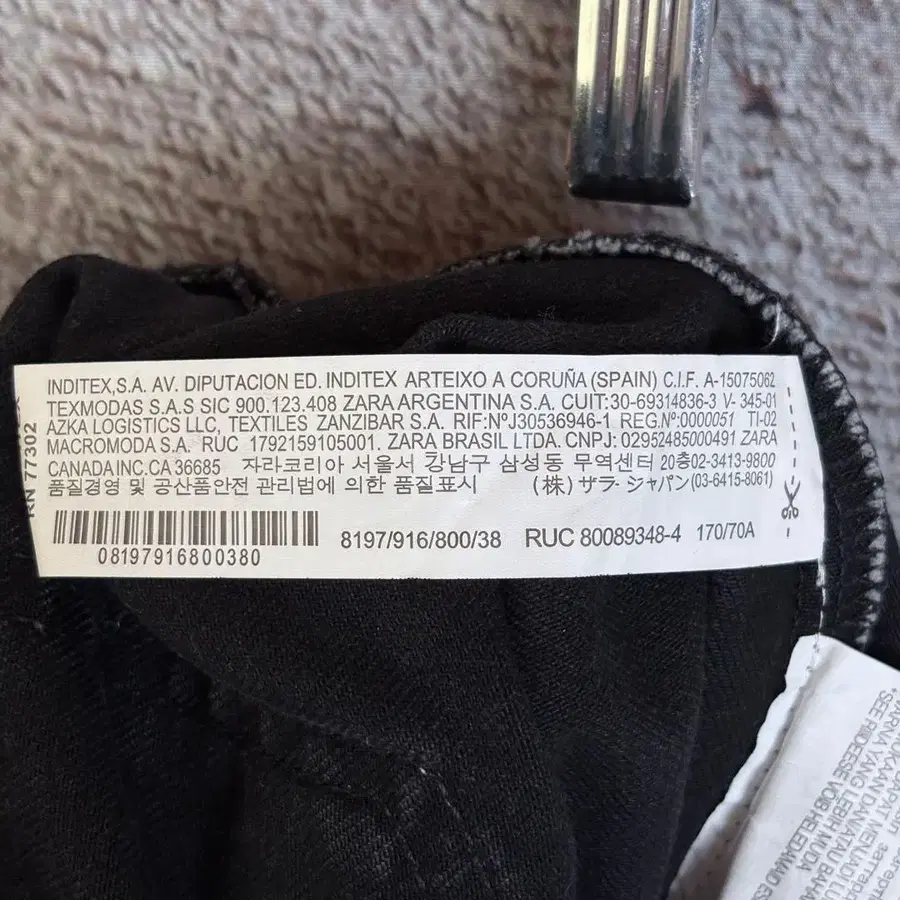 INDITEX,S.A. AV. DIPUTACION ED. INDITEX ARTEIXO A CORUÑA (SPAIN) C.I.F. A-15075062
TEXMODAS S.A.S SIC 900.123.408 ZARA ARGENTINA S.A. CUIT:30-69314836-3 V- 345-01
AZKA LOGISTICS LLC, TEXTILES ZANZIBAR S.A. RIF:NºJ30536946-1 REG.Nº:0000051 TI-02
MACROMODA S.A. RUC 1792159105001. ZARA BRASIL LTDA. CNPJ: 02952485000491 ZARA
CANADA INC. CA 36685 자라코리아 서울서 강남구 삼성동 무역센터 20층02-3413-9800
품질경영 및 공산품안전 관리법에 의한 품질표시 (株) ザラ・ジャパン(03-6415-8061)
RN 77302
08197916800380
8197/916/800/38 RUC 80089348-4 170/70A